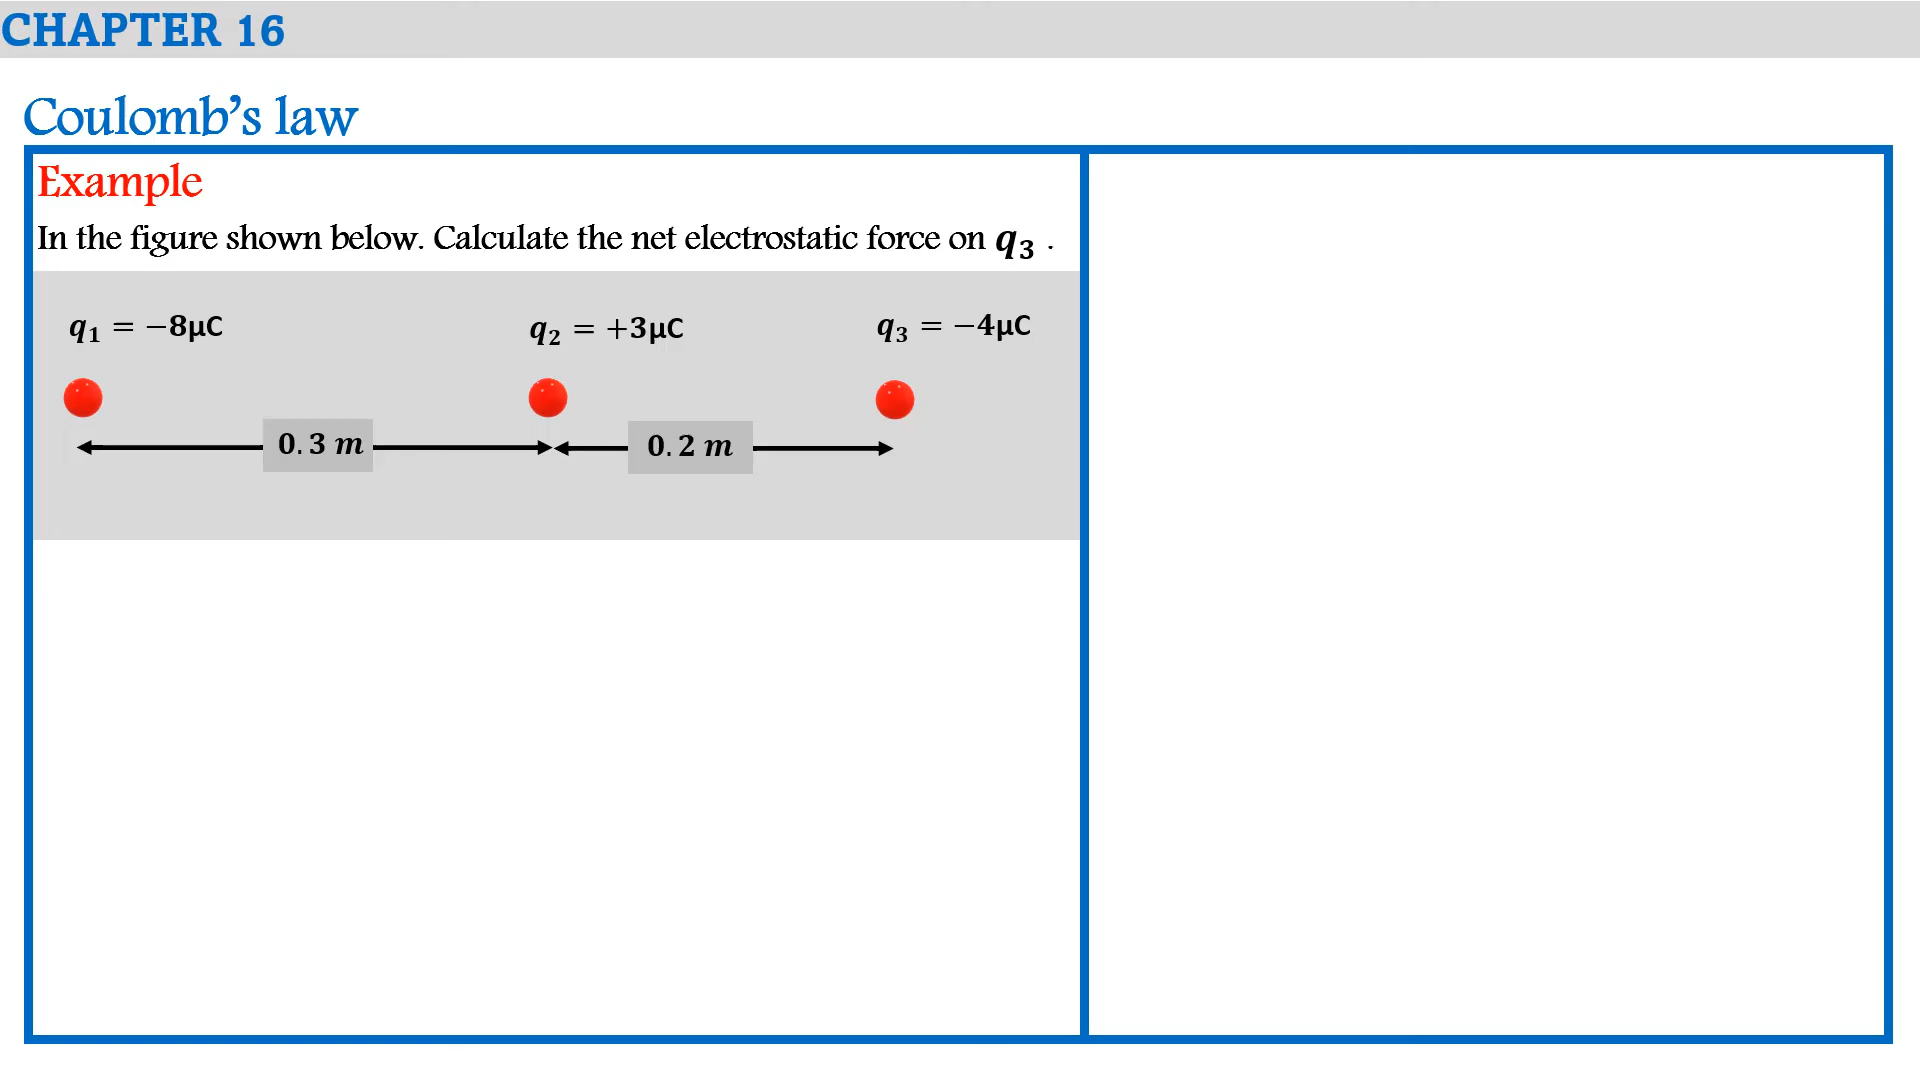 CHAPTER 16
Coulomb's law
Example
In the figure shown below. Calculate the net electrostatic force on q₃ .
q₁ = −8μC
q₂ = +3μC
q₃ = −4μC
0.3 m
0.2 m